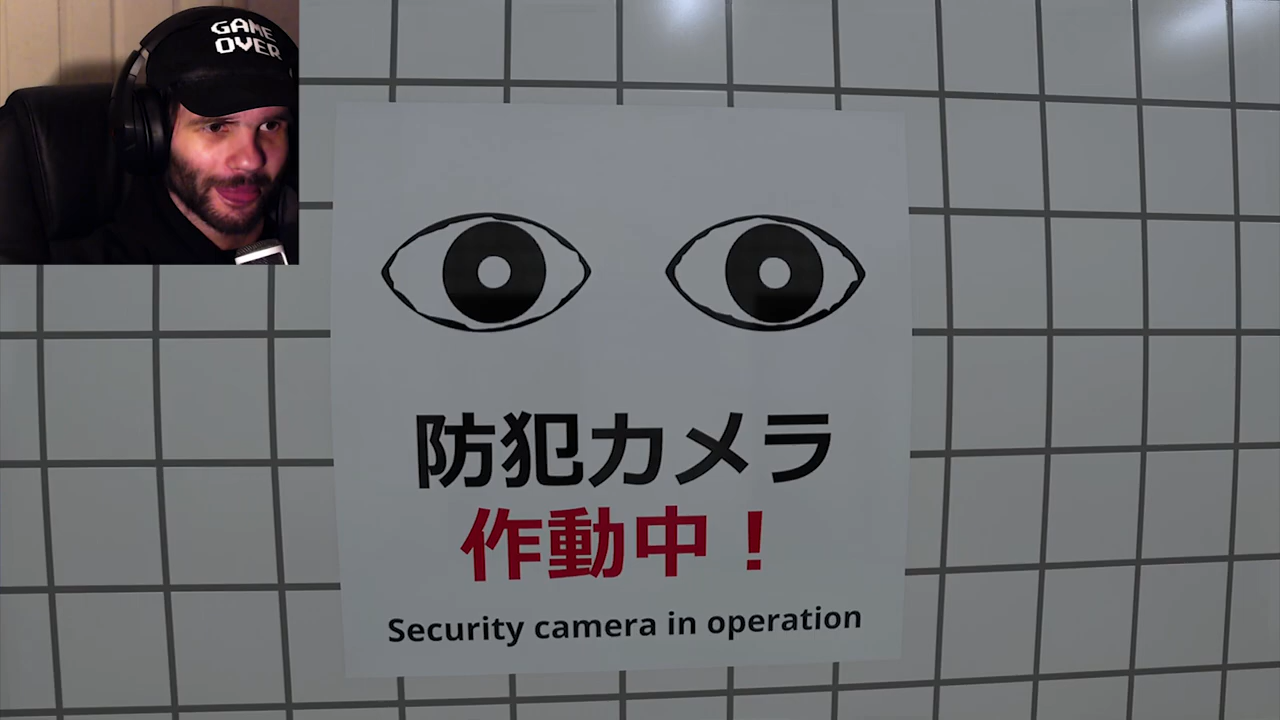 GAME
OVER
防犯カメラ
作動中！
Security camera in operation